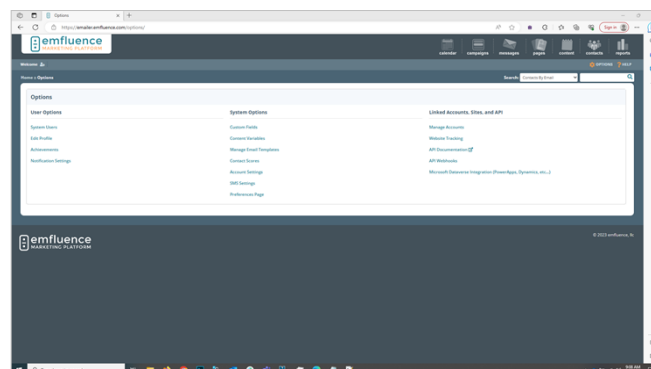 Options
https://emailer.emfluence.com/options/
Sign in
emfluence
MARKETING PLATFORM
calendar campaigns messages pages content contacts reports
Welcome
OPTIONS ? HELP
Home : Options
Search: Contacts By Email
Options
User Options System Options Linked Accounts, Sites, and API
System Users Custom Fields Manage Accounts
Edit Profile Content Variables Website Tracking
Achievements Manage Email Templates API Documentation
Notification Settings Contact Scores API Webhooks
Account Settings Microsoft Dataverse Integration (PowerApps, Dynamics, etc...)
SMS Settings
Preferences Page
emfluence
MARKETING PLATFORM
© 2023 emfluence, llc
9:00 AM